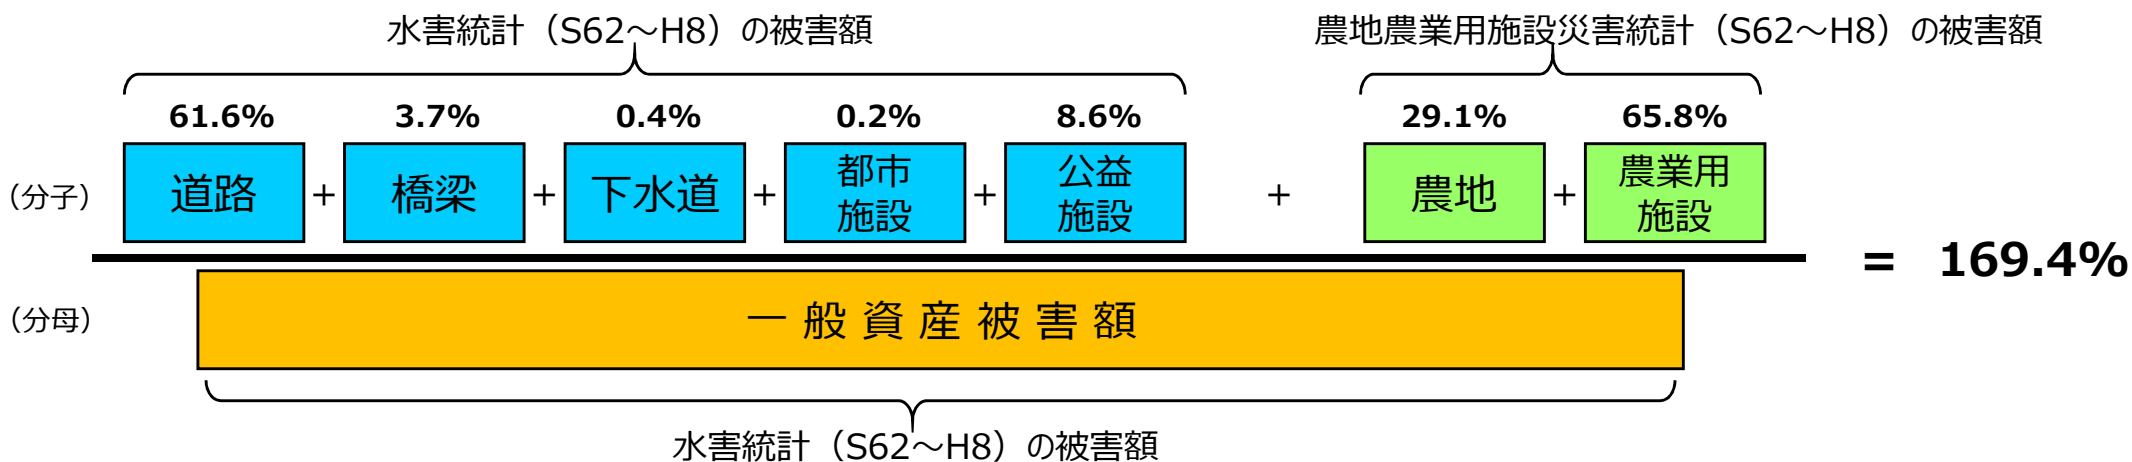 水害統計（S62～H8）の被害額
農地農業用施設災害統計（S62～H8）の被害額
61.6% 3.7% 0.4% 0.2% 8.6% 29.1% 65.8%
（分子） 道路 + 橋梁 + 下水道 + 都市 + 公益 + 農地 + 農業用
施設 施設 施設
= 169.4%
（分母） 一般資産被害額
水害統計（S62～H8）の被害額